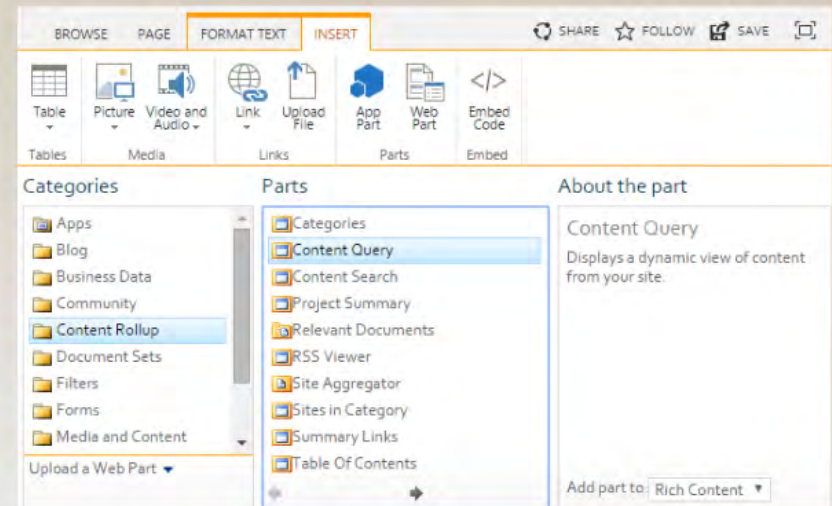 BROWSE PAGE FORMAT TEXT INSERT SHARE FOLLOW SAVE
Table Picture Video and Audio Link Upload File App Part Web Part </> Embed Code
Tables Media Links Parts Embed
Categories
Apps
Blog
Business Data
Community
Content Rollup
Document Sets
Filters
Forms
Media and Content
Upload a Web Part
Parts
Categories
Content Query
Content Search
Project Summary
Relevant Documents
RSS Viewer
Site Aggregator
Sites in Category
Summary Links
Table Of Contents
About the part
Content Query
Displays a dynamic view of content
from your site.
Add part to: Rich Content